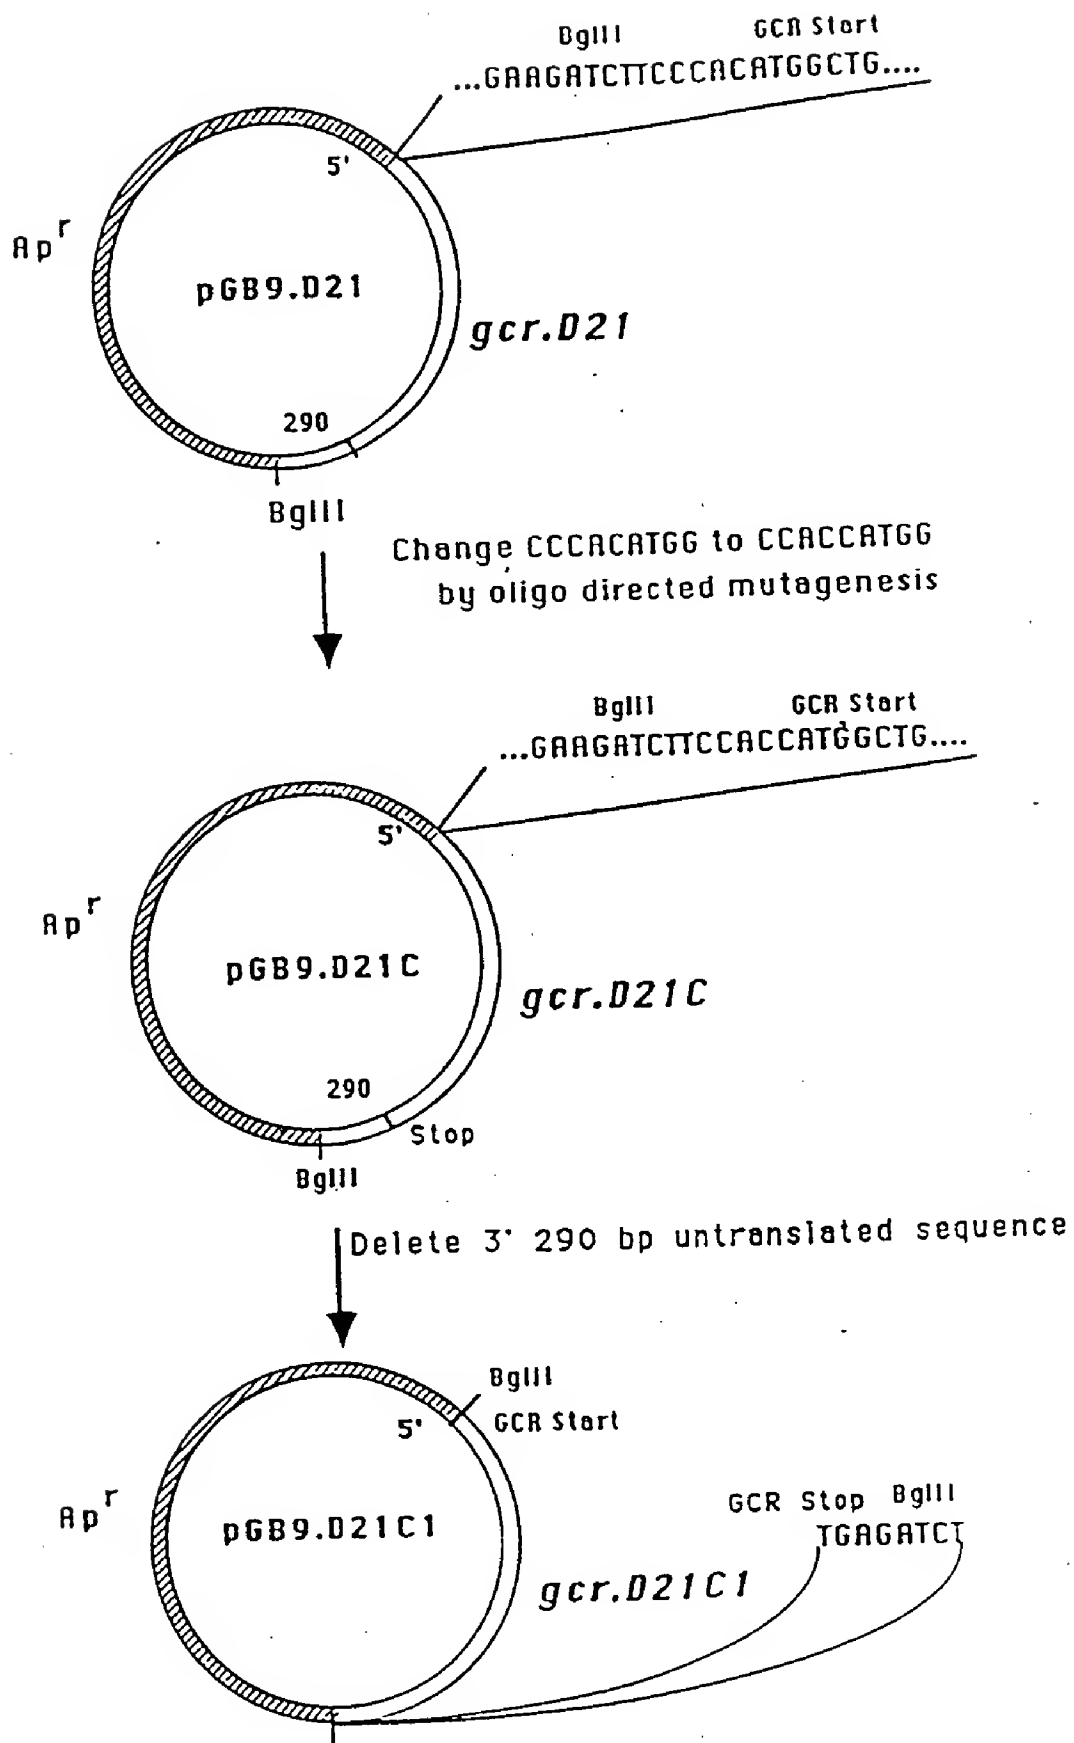 BglII GCR Start
...GAAGATCTTCCCACATGGCTG....
5'
Ap^r
pGB9.D21
gcr.D21
290
BglII
Change CCCACATGG to CCACCATGG
by oligo directed mutagenesis
BglII GCR Start
...GAAGATCTTCCACCATGGCTG....
5'
Ap^r
pGB9.D21C
gcr.D21C
290
Stop
BglII
Delete 3' 290 bp untranslated sequence
BglII
5' GCR Start
Ap^r
pGB9.D21C1
GCR Stop BglII
TGAGATCT
gcr.D21C1